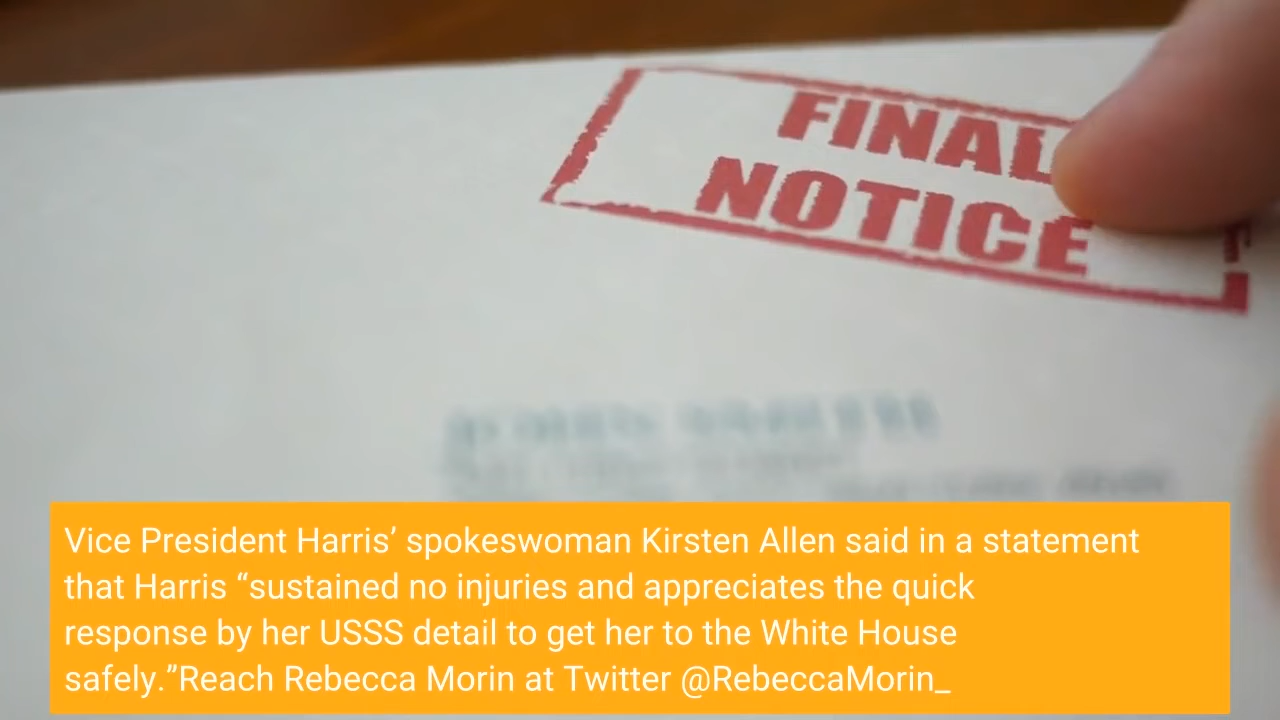 FINAL
NOTICE
Vice President Harris’ spokeswoman Kirsten Allen said in a statement
that Harris “sustained no injuries and appreciates the quick
response by her USSS detail to get her to the White House
safely.”Reach Rebecca Morin at Twitter @RebeccaMorin_